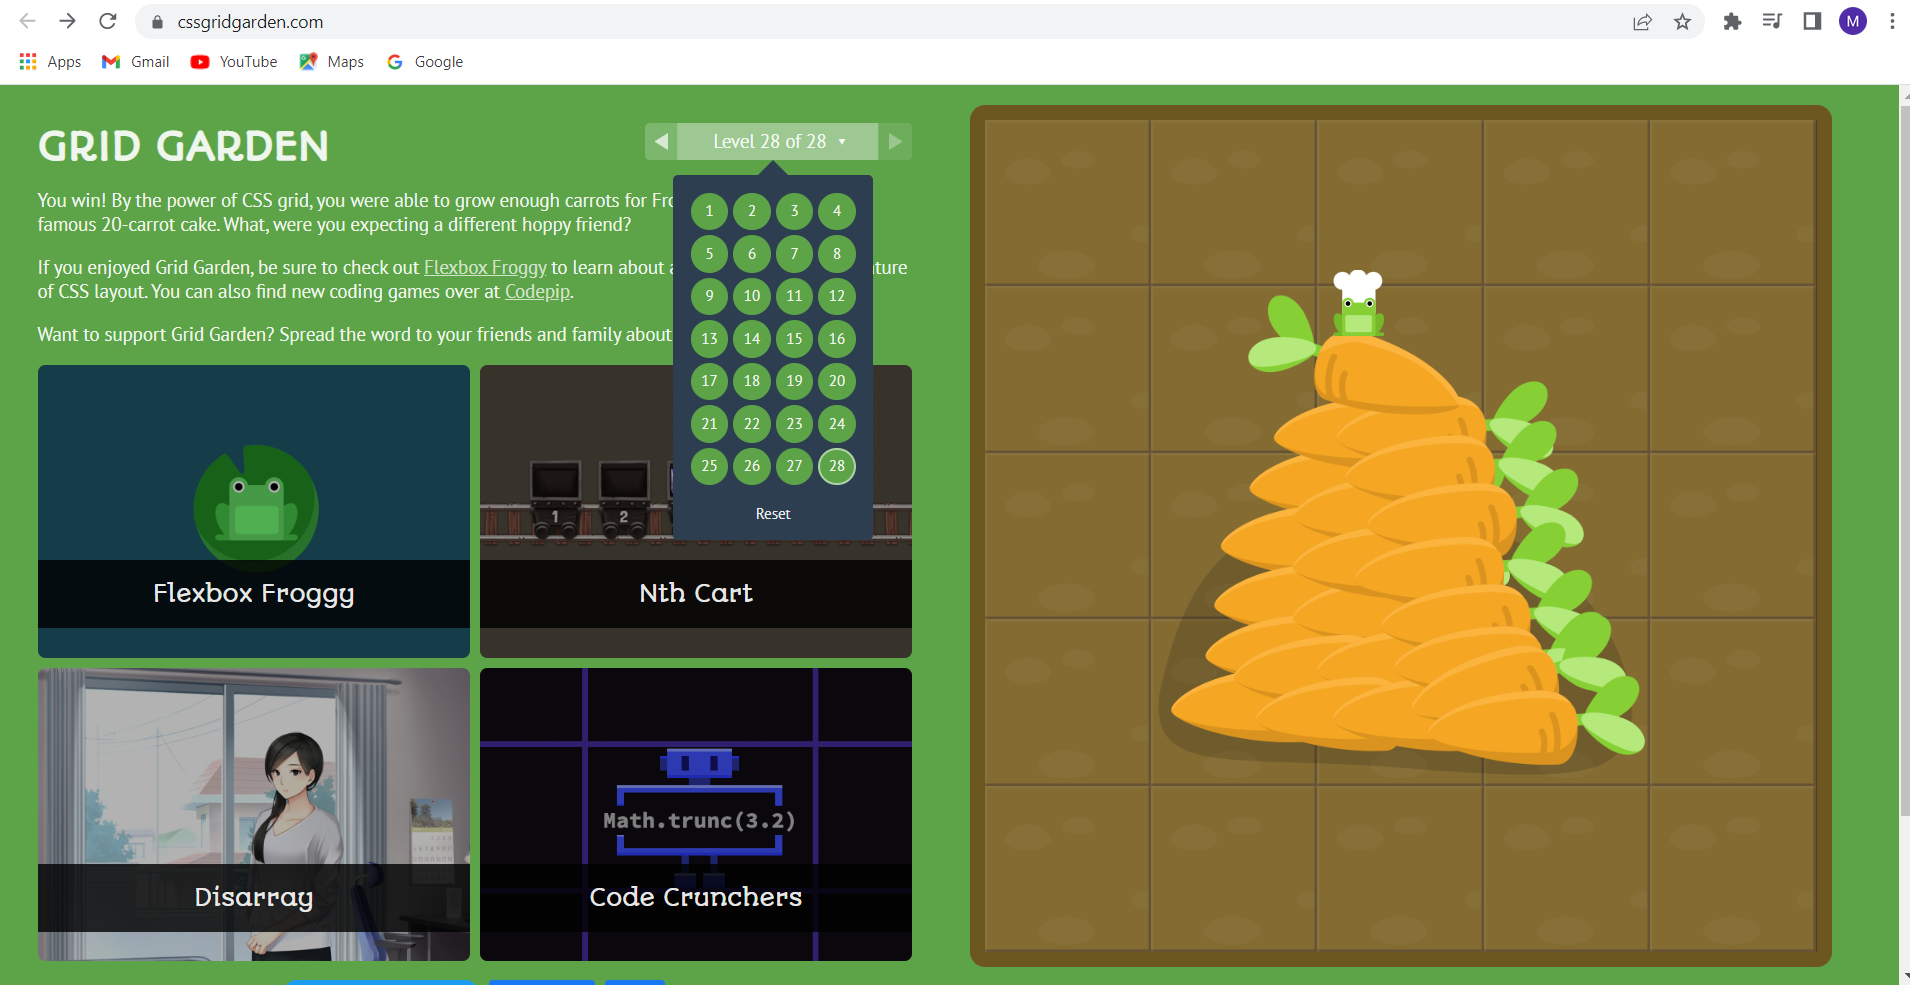 cssgridgarden.com
M
Apps Gmail YouTube Maps Google
GRID GARDEN
Level 28 of 28
You win! By the power of CSS grid, you were able to grow enough carrots for Fro
famous 20-carrot cake. What, were you expecting a different hoppy friend?
If you enjoyed Grid Garden, be sure to check out Flexbox Froggy to learn about a ture
of CSS layout. You can also find new coding games over at Codepip.
Want to support Grid Garden? Spread the word to your friends and family about
1 2 3 4
5 6 7 8
9 10 11 12
13 14 15 16
17 18 19 20
21 22 23 24
25 26 27 28
Reset
1 2
Flexbox Froggy
Nth Cart
Math.trunc(3.2)
Disarray
Code Crunchers